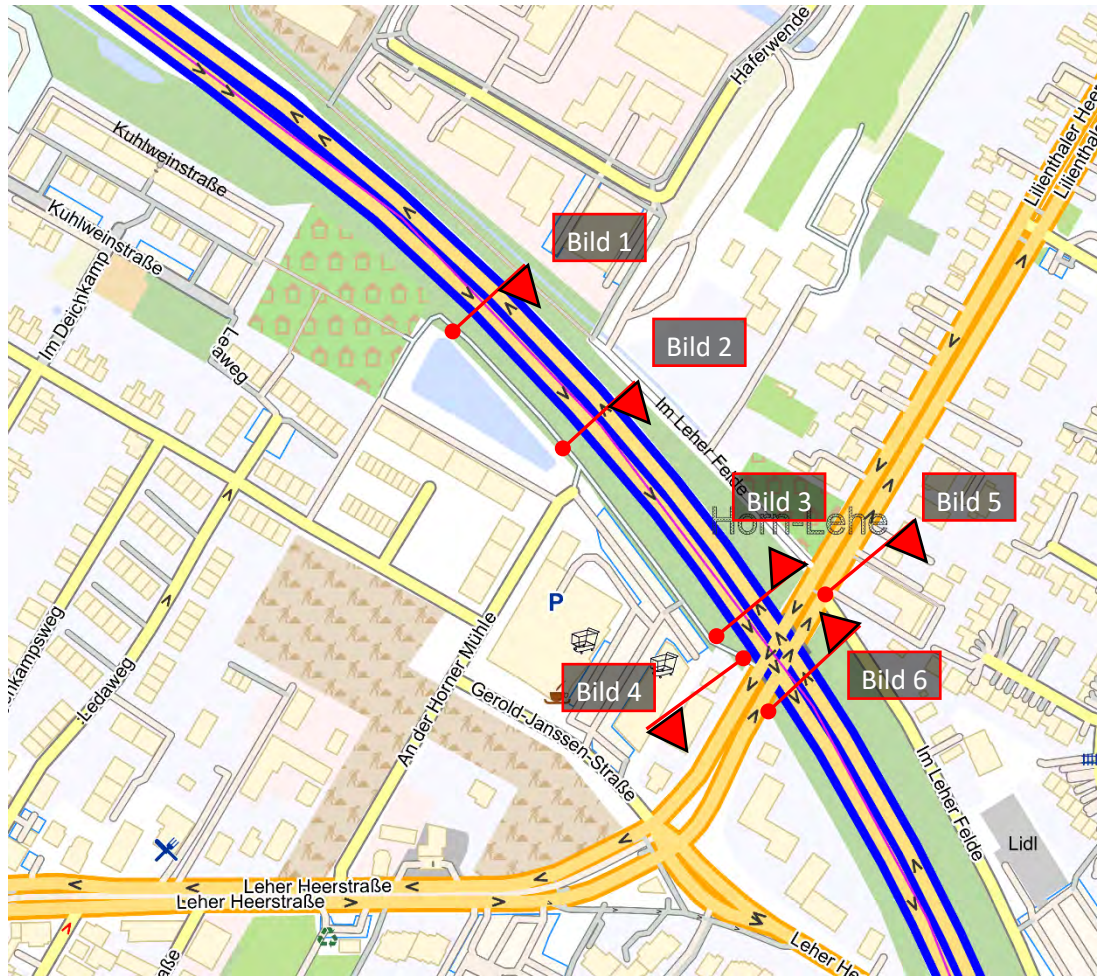 Haferwende
Lilienthaler Heer
Lilienthaler Heer
Kuhlweinstraße
Kuhlweinstraße
Im Deichkamp
Ledaweg
Bild 1
Bild 2
Im Leher Felde
Bild 3
Bild 5
Horn-Lehe
P
Bild 4
Bild 6
Ledaweg
An der Horner Mühle
Gerold-Janssen-Straße
Im Leher Felde
Lidl
Leher Heerstraße
Leher Heerstraße
Leher He